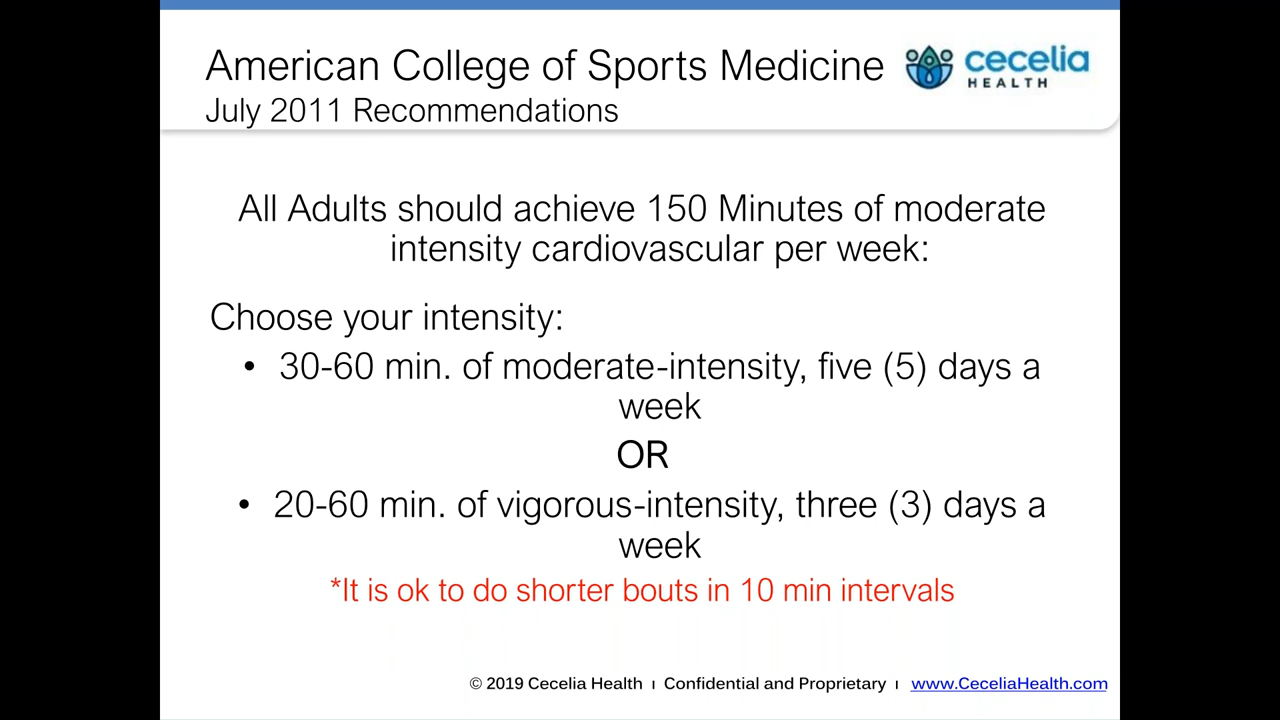 American College of Sports Medicine
cecelia
HEALTH
July 2011 Recommendations
All Adults should achieve 150 Minutes of moderate
intensity cardiovascular per week:
Choose your intensity:
• 30-60 min. of moderate-intensity, five (5) days a
week
OR
• 20-60 min. of vigorous-intensity, three (3) days a
week
*It is ok to do shorter bouts in 10 min intervals
© 2019 Cecelia Health ı Confidential and Proprietary ı www.CeceliaHealth.com